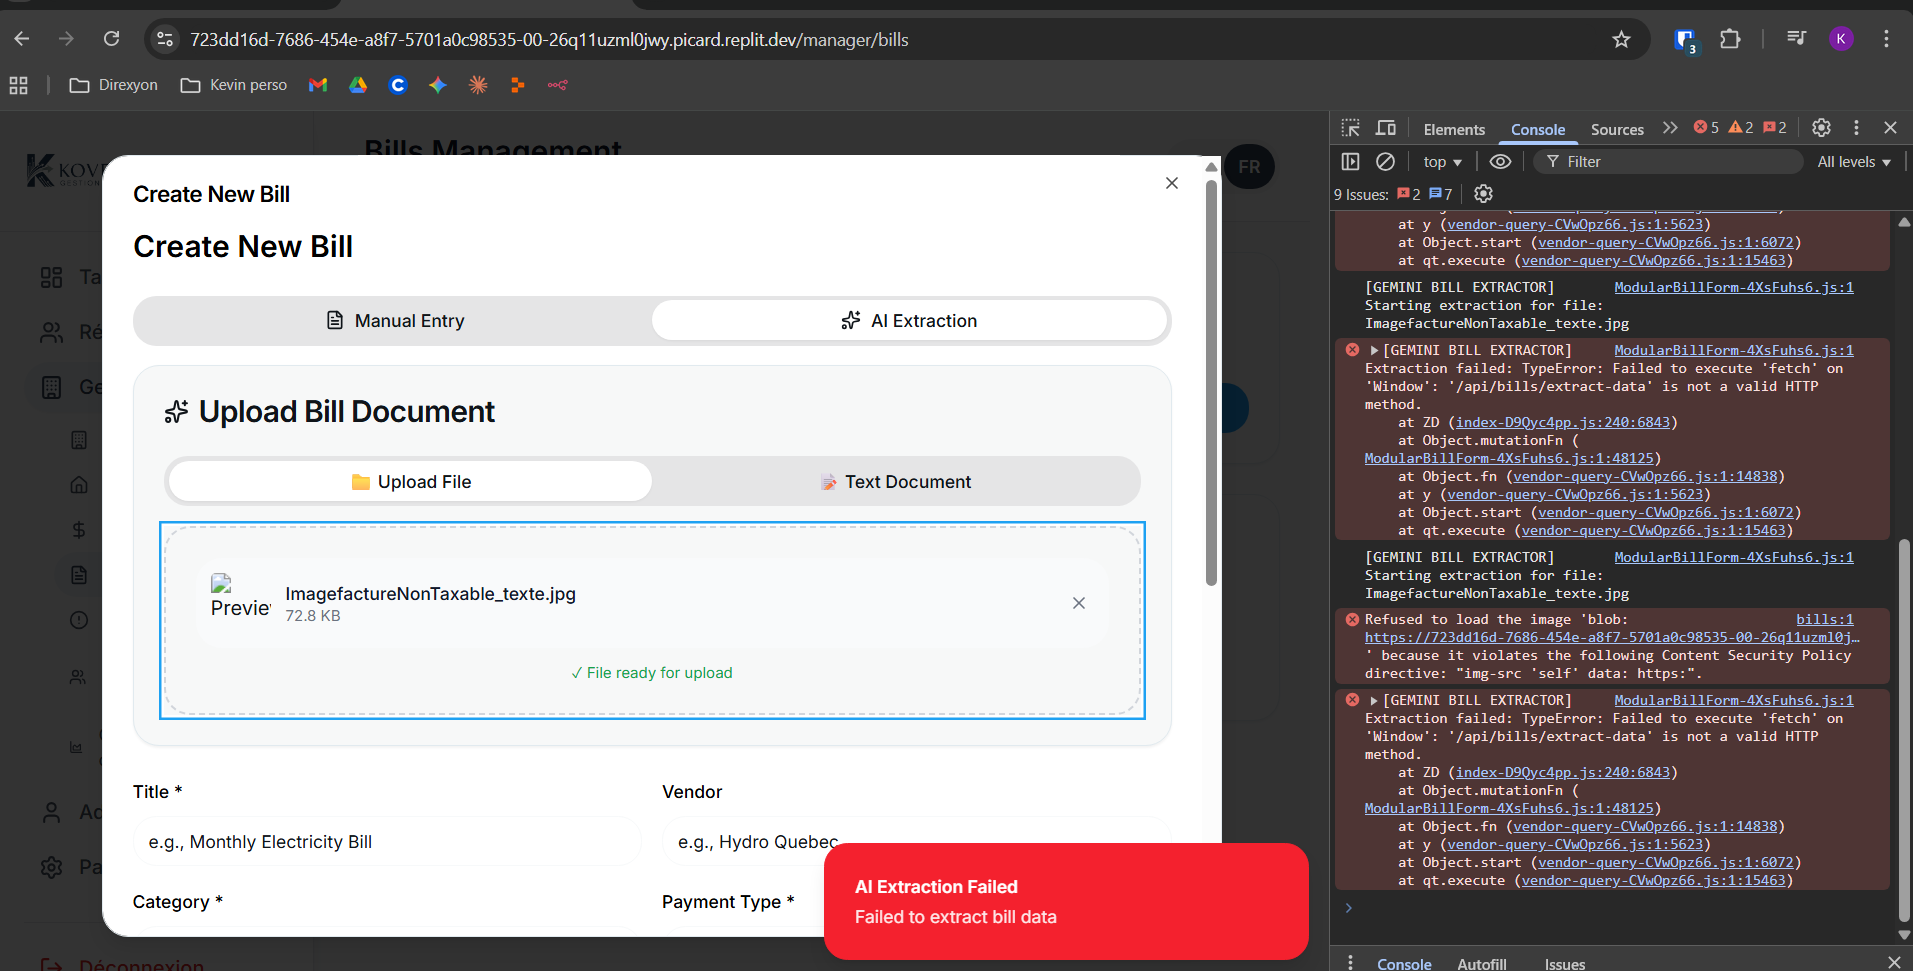 723dd16d-7686-454e-a8f7-5701a0c98535-00-26q11uzml0jwy.picard.replit.dev/manager/bills
3
K
Direxyon
Kevin perso
Bills Management
FR
Create New Bill
Create New Bill
Manual Entry
AI Extraction
Upload Bill Document
Upload File
Text Document
Preview
ImagefactureNonTaxable_texte.jpg
72.8 KB
✓ File ready for upload
Title *
Vendor
e.g., Monthly Electricity Bill
e.g., Hydro Quebec
Category *
Payment Type *
AI Extraction Failed
Failed to extract bill data
Déconnexion
Elements
Console
Sources
5
2
2
top
Filter
All levels
9 Issues:
2
7
at y (vendor-query-CVwOpz66.js:1:5623)
at Object.start (vendor-query-CVwOpz66.js:1:6072)
at qt.execute (vendor-query-CVwOpz66.js:1:15463)
[GEMINI BILL EXTRACTOR] ModularBillForm-4XsFuhs6.js:1
Starting extraction for file:
ImagefactureNonTaxable_texte.jpg
[GEMINI BILL EXTRACTOR] ModularBillForm-4XsFuhs6.js:1
Extraction failed: TypeError: Failed to execute 'fetch' on
'Window': '/api/bills/extract-data' is not a valid HTTP
method.
at ZD (index-D9Qyc4pp.js:240:6843)
at Object.mutationFn (
ModularBillForm-4XsFuhs6.js:1:48125)
at Object.fn (vendor-query-CVwOpz66.js:1:14838)
at y (vendor-query-CVwOpz66.js:1:5623)
at Object.start (vendor-query-CVwOpz66.js:1:6072)
at qt.execute (vendor-query-CVwOpz66.js:1:15463)
[GEMINI BILL EXTRACTOR] ModularBillForm-4XsFuhs6.js:1
Starting extraction for file:
ImagefactureNonTaxable_texte.jpg
Refused to load the image 'blob: bills:1
https://723dd16d-7686-454e-a8f7-5701a0c98535-00-26q11uzml0j…
' because it violates the following Content Security Policy
directive: "img-src 'self' data: https:".
[GEMINI BILL EXTRACTOR] ModularBillForm-4XsFuhs6.js:1
Extraction failed: TypeError: Failed to execute 'fetch' on
'Window': '/api/bills/extract-data' is not a valid HTTP
method.
at ZD (index-D9Qyc4pp.js:240:6843)
at Object.mutationFn (
ModularBillForm-4XsFuhs6.js:1:48125)
at Object.fn (vendor-query-CVwOpz66.js:1:14838)
at y (vendor-query-CVwOpz66.js:1:5623)
at Object.start (vendor-query-CVwOpz66.js:1:6072)
at qt.execute (vendor-query-CVwOpz66.js:1:15463)
Console
Autofill
Issues